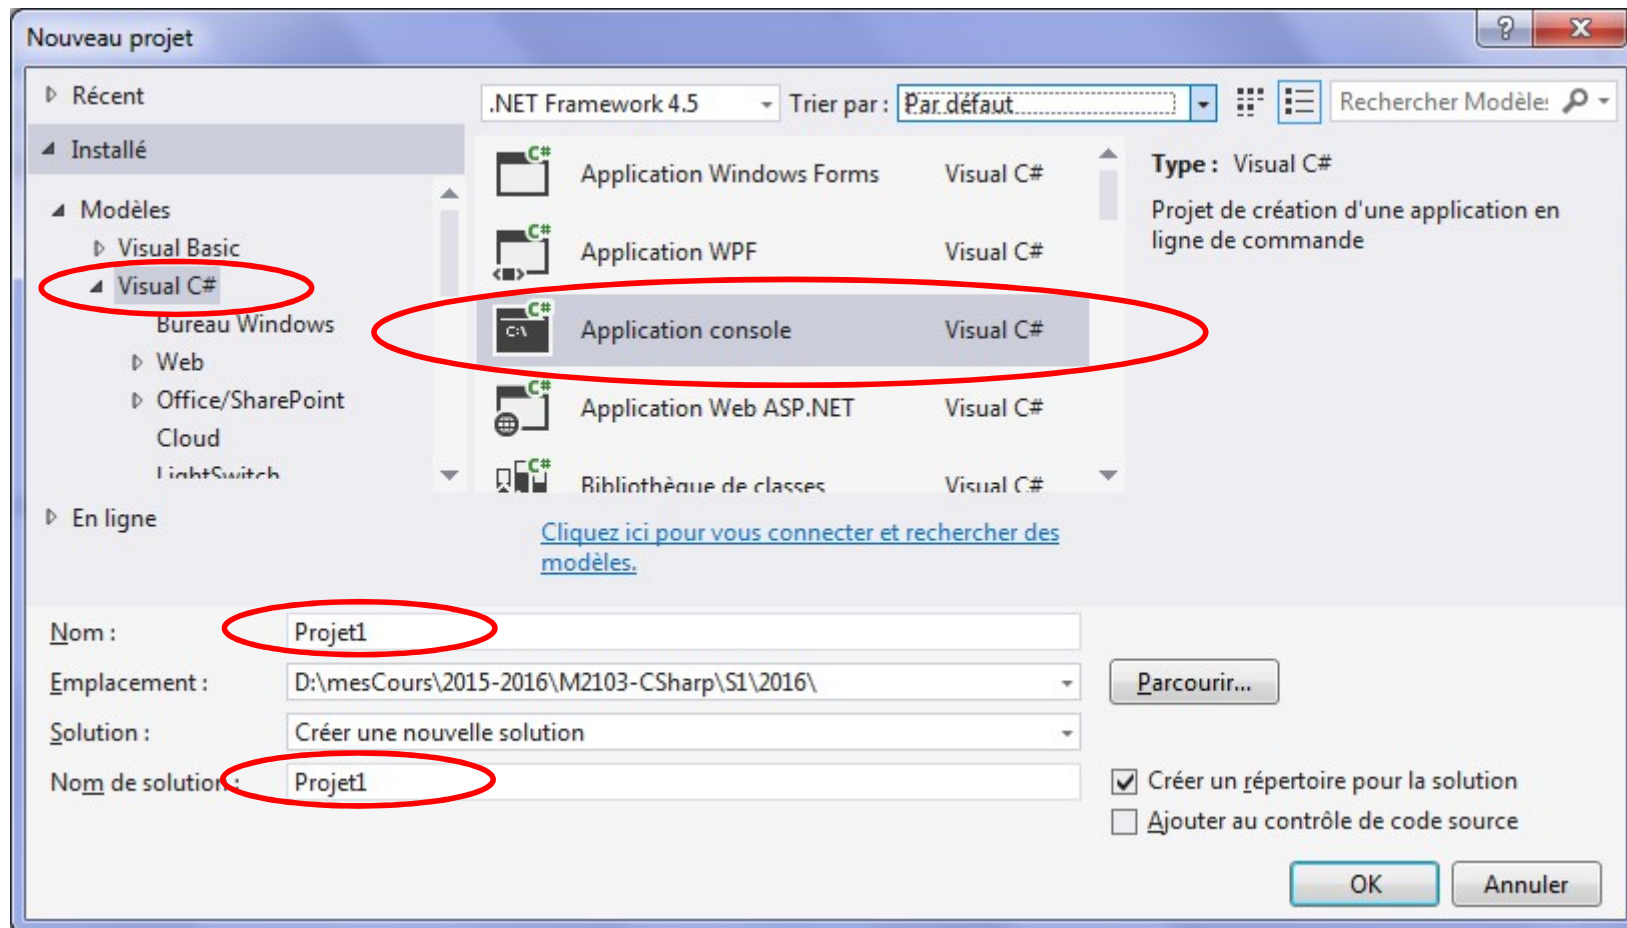 Nouveau projet
Récent
.NET Framework 4.5
Trier par :
Par défaut
Rechercher Modèle:
Installé
Modèles
Visual Basic
Visual C#
Bureau Windows
Web
Office/SharePoint
Cloud
LightSwitch
En ligne
Application Windows Forms Visual C#
Application WPF Visual C#
C:\ Application console Visual C#
Application Web ASP.NET Visual C#
Bibliothèque de classes Visual C#
Cliquez ici pour vous connecter et rechercher des
modèles.
Type : Visual C#
Projet de création d'une application en
ligne de commande
Nom : Projet1
Emplacement : D:\mesCours\2015-2016\M2103-CSharp\S1\2016\
Parcourir...
Solution : Créer une nouvelle solution
Nom de solution : Projet1
Créer un répertoire pour la solution
Ajouter au contrôle de code source
OK
Annuler